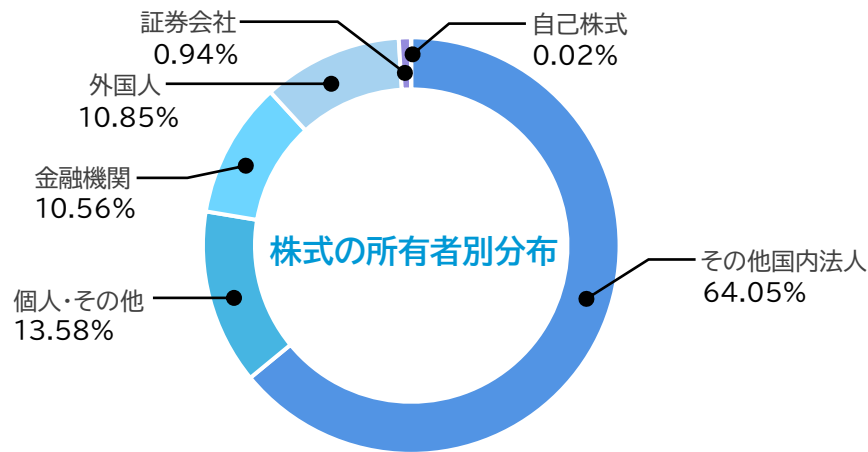 証券会社
0.94%
自己株式
0.02%
外国人
10.85%
金融機関
10.56%
株式の所有者別分布
その他国内法人
64.05%
個人・その他
13.58%